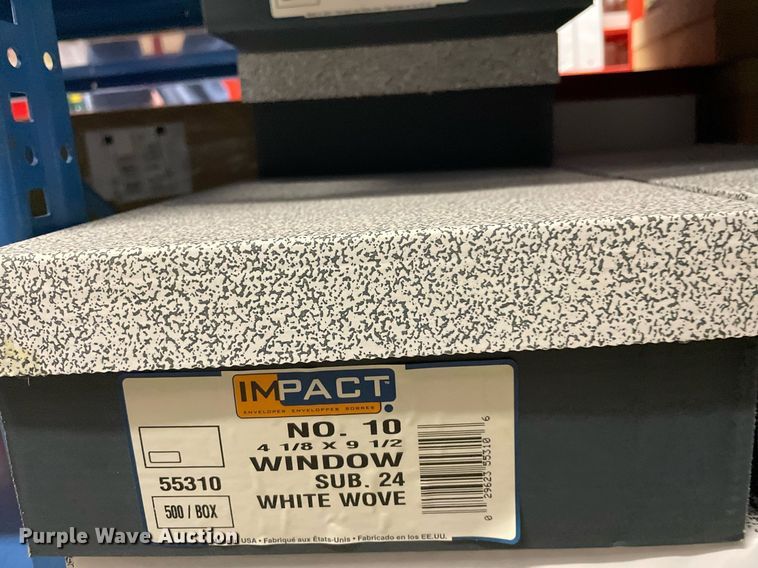 IMPACT™
ENVELOPES ENVELOPPES SOBRES
NO. 10
4 1/8 X 9 1/2
WINDOW
SUB. 24
WHITE WOVE
55310
500 / BOX
0 29623 55310 6
USA • Fabriqué aux États-Unis • Fabricado en los EE.UU.
Purple Wave Auction